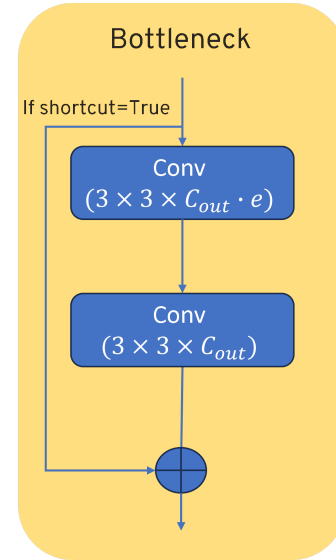 Bottleneck
If shortcut=True
Conv
(3 × 3 × C_out · e)
Conv
(3 × 3 × C_out)